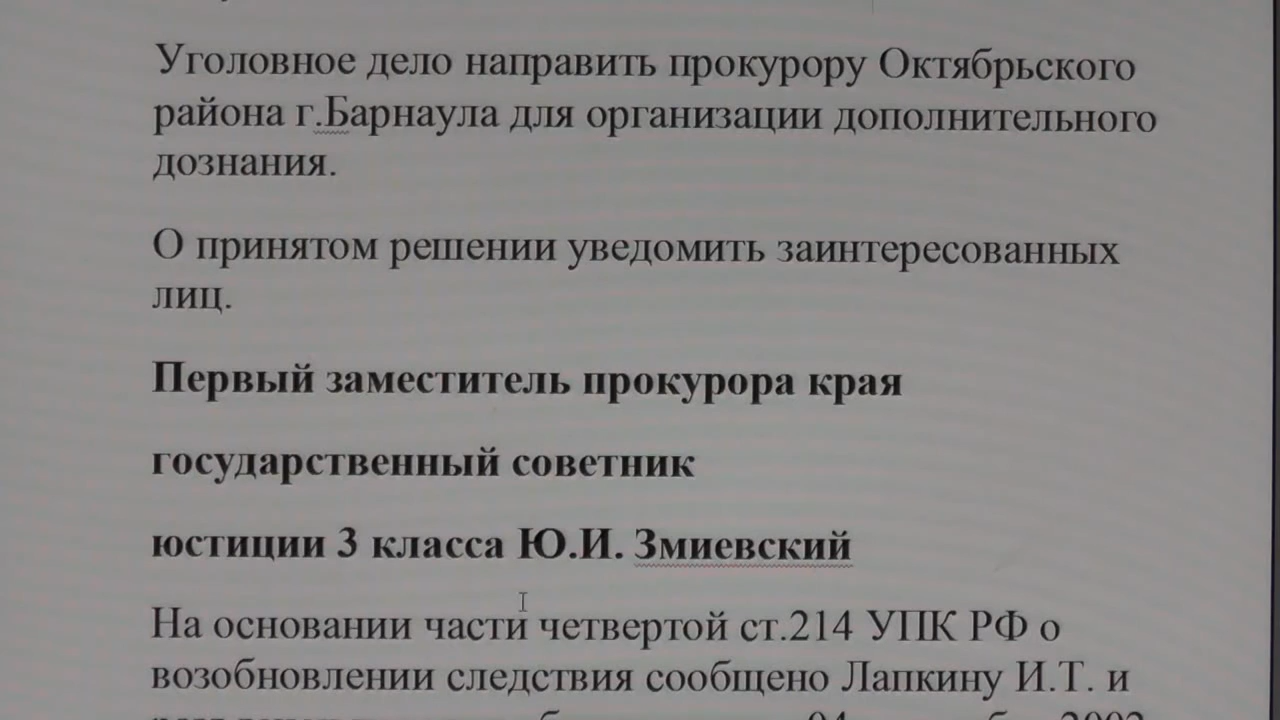 Уголовное дело направить прокурору Октябрьского
района г.Барнаула для организации дополнительного
дознания.
О принятом решении уведомить заинтересованных
лиц.
Первый заместитель прокурора края
государственный советник
юстиции 3 класса Ю.И. Змиевский
На основании части четвертой ст.214 УПК РФ о
возобновлении следствия сообщено Лапкину И.Т. и